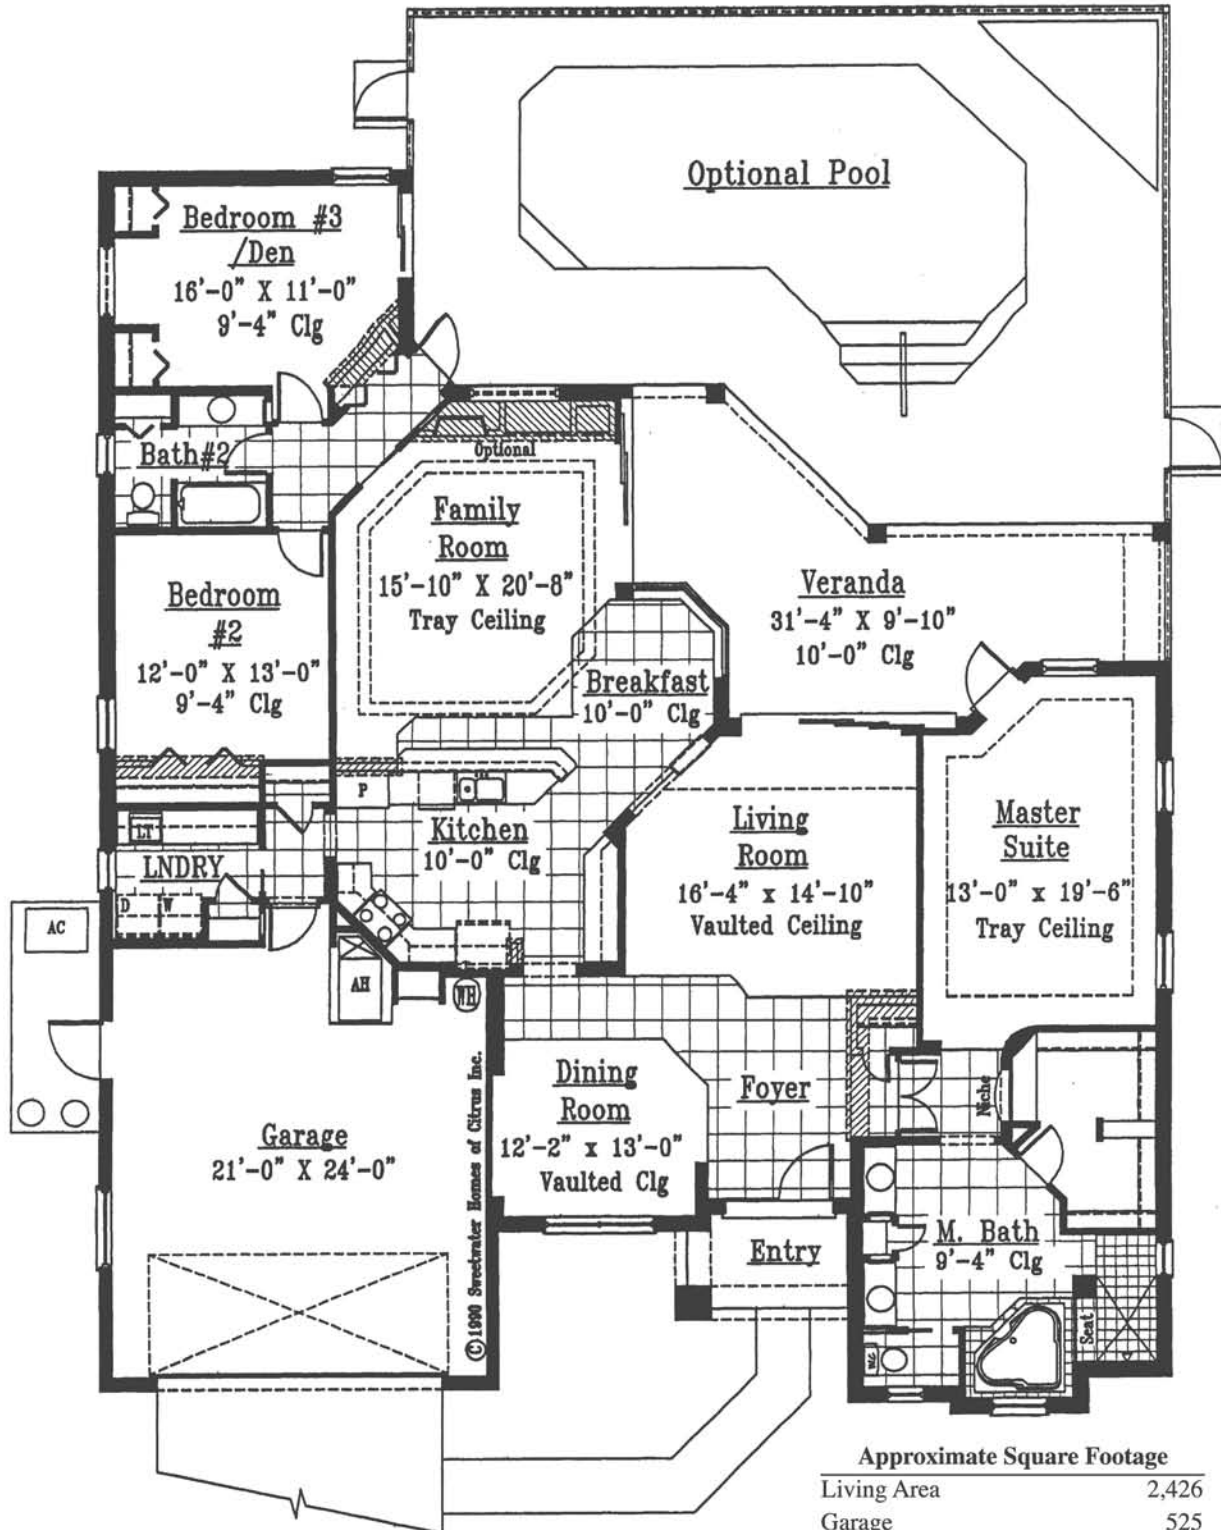 Optional Pool
Bedroom #3
/Den
16'-0" X 11'-0"
9'-4" Clg
Bath#2
Optional
Family
Room
15'-10" X 20'-8"
Tray Ceiling
Veranda
31'-4" X 9'-10"
10'-0" Clg
Bedroom
#2
12'-0" X 13'-0"
9'-4" Clg
Breakfast
10'-0" Clg
P
Kitchen
10'-0" Clg
Living
Room
16'-4" x 14'-10"
Vaulted Ceiling
Master
Suite
13'-0" x 19'-6"
Tray Ceiling
LT
LNDRY
D
W
AC
AH
WH
Dining
Room
12'-2" x 13'-0"
Vaulted Clg
Foyer
Niche
Garage
21'-0" X 24'-0"
©1990 Sweetwater Homes of Citrus Inc.
Entry
M. Bath
9'-4" Clg
Seat
Approximate Square Footage
Living Area 2,426
Garage 525